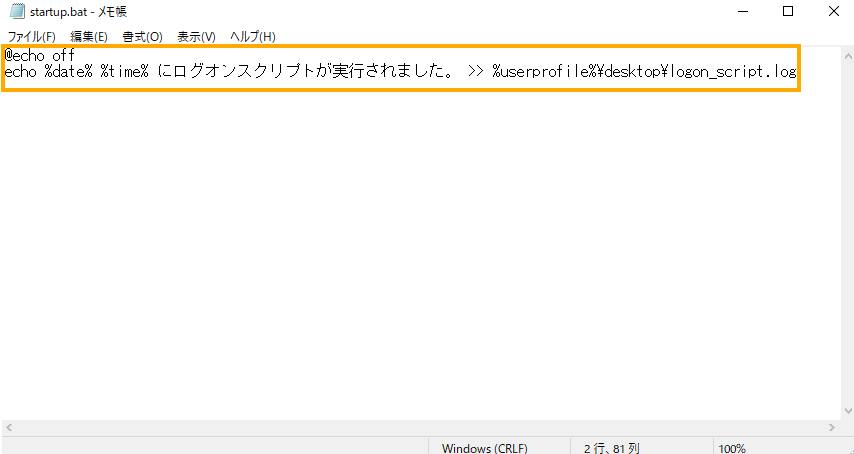 startup.bat - メモ帳
ファイル(F) 編集(E) 書式(O) 表示(V) ヘルプ(H)
@echo off
echo %date% %time% にログオンスクリプトが実行されました。 >> %userprofile%¥desktop¥logon_script.log
Windows (CRLF) 2 行、81 列 100%